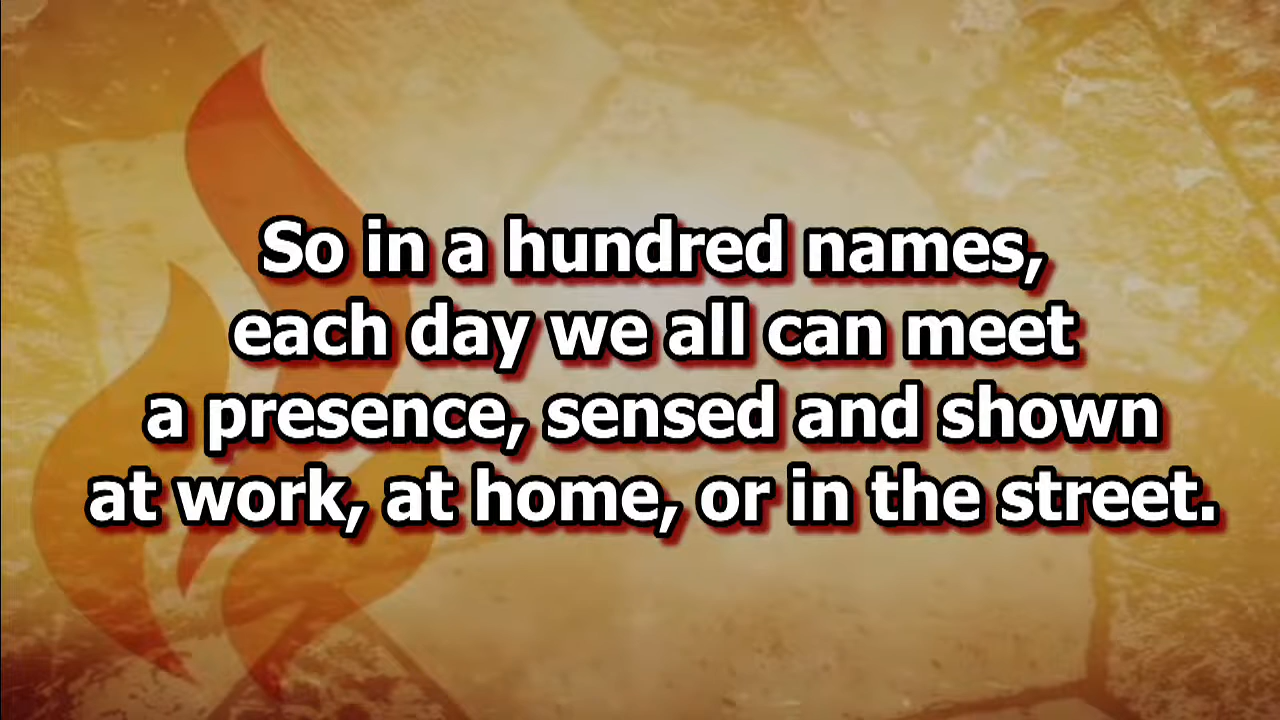 So in a hundred names,
each day we all can meet
a presence, sensed and shown
at work, at home, or in the street.